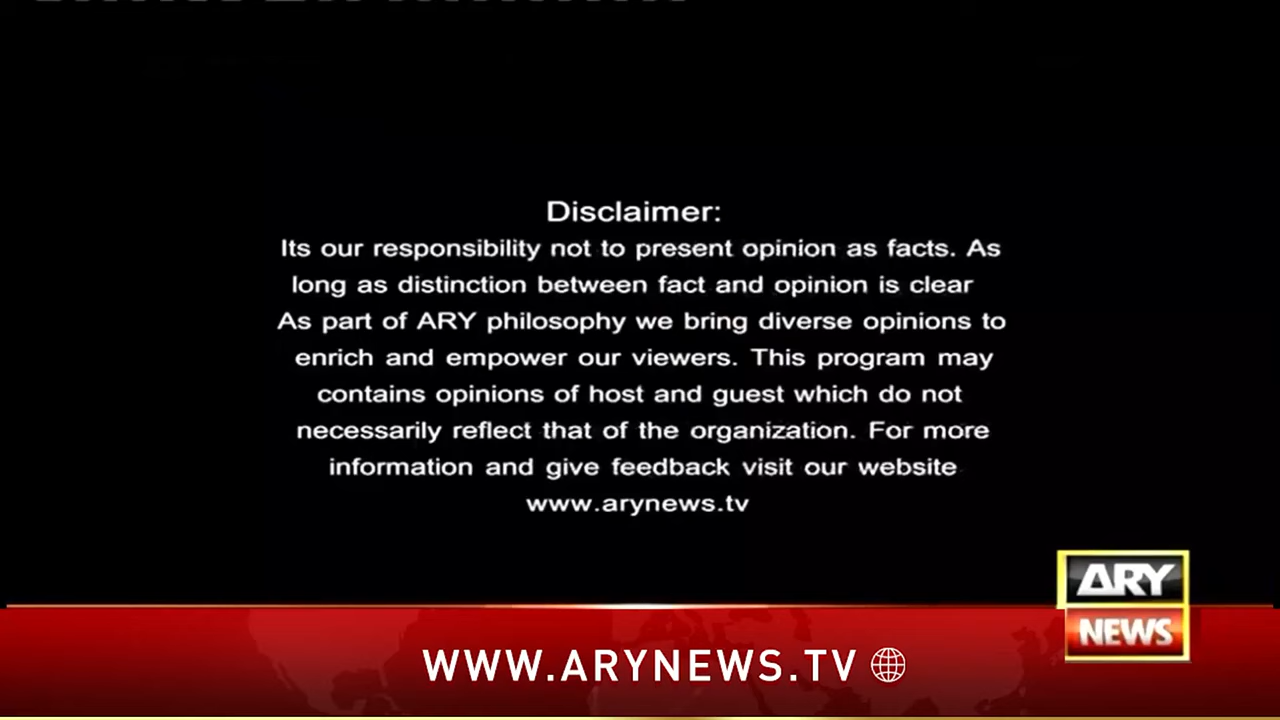 Disclaimer:
Its our responsibility not to present opinion as facts. As
long as distinction between fact and opinion is clear
As part of ARY philosophy we bring diverse opinions to
enrich and empower our viewers. This program may
contains opinions of host and guest which do not
necessarily reflect that of the organization. For more
information and give feedback visit our website
www.arynews.tv
ARY
NEWS
WWW.ARYNEWS.TV